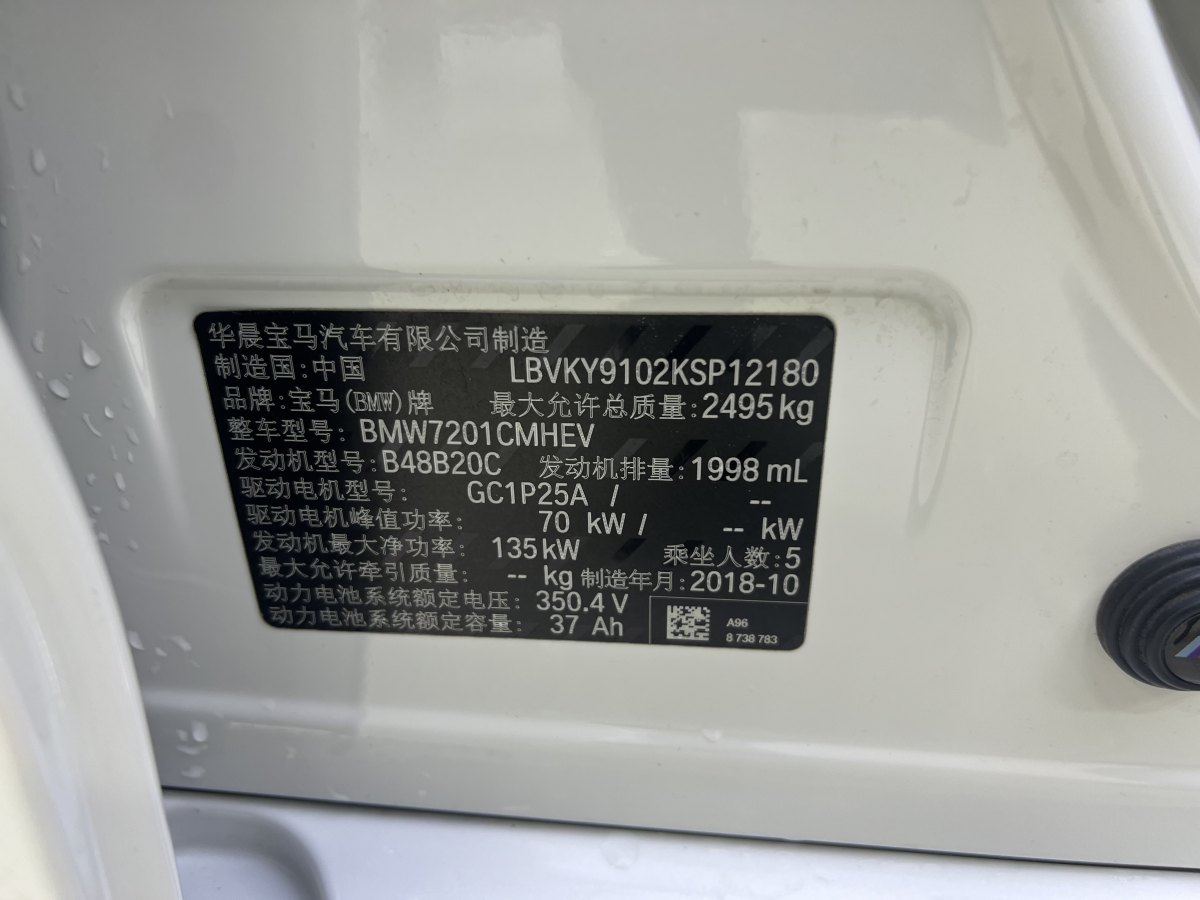 华晨宝马汽车有限公司制造
制造国:中国 LBVKY9102KSP12180
品牌:宝马(BMW)牌 最大允许总质量:2495kg
整车型号: BMW7201CMHEV
发动机型号:B48B20C 发动机排量:1998 mL
驱动电机型号: GC1P25A / --
驱动电机峰值功率: 70 kW / -- kW
发动机最大净功率: 135kW 乘坐人数:5
最大允许牵引质量: -- kg 制造年月:2018-10
动力电池系统额定电压: 350.4 V
动力电池系统额定容量: 37 Ah
A96
8 738 783